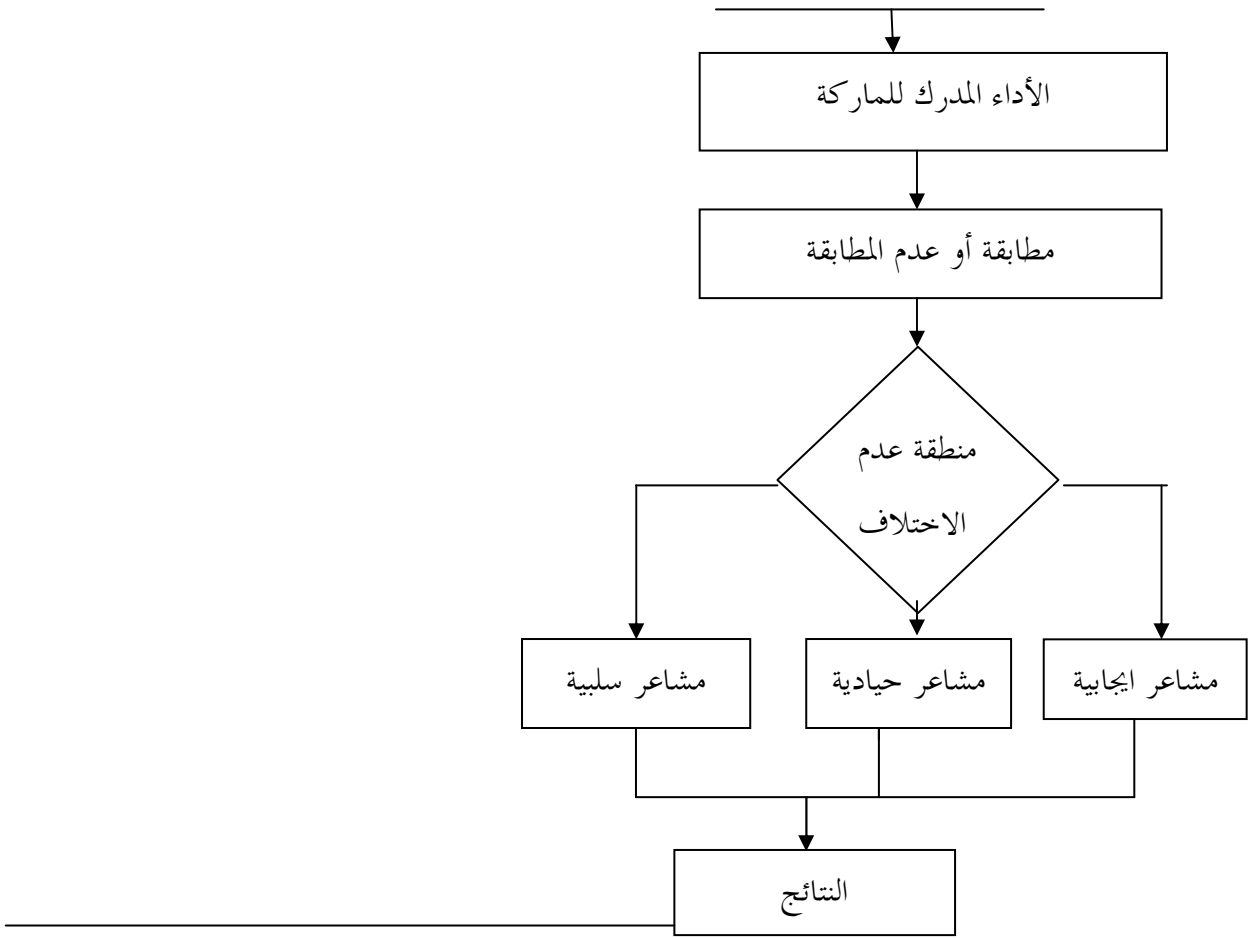 الأداء المدرك للماركة
مطابقة أو عدم المطابقة
منطقة عدم
الاختلاف
مشاعر ايجابية
مشاعر حيادية
مشاعر سلبية
النتائج